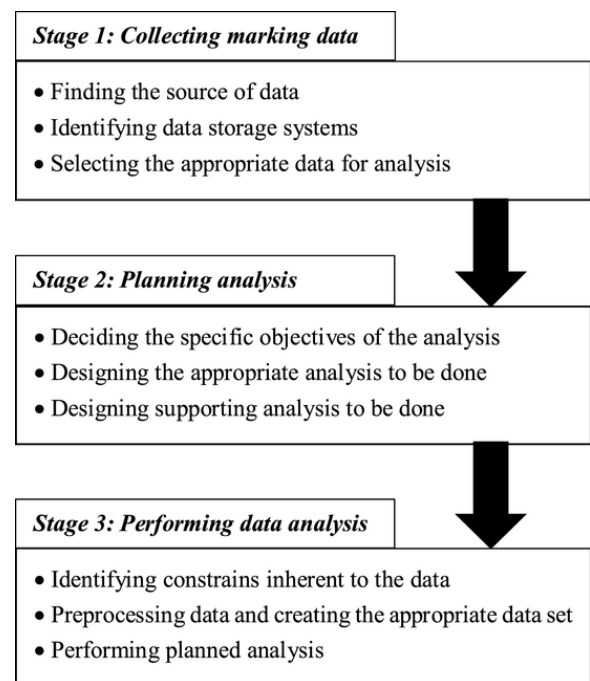 Stage 1: Collecting marking data
• Finding the source of data
• Identifying data storage systems
• Selecting the appropriate data for analysis
Stage 2: Planning analysis
• Deciding the specific objectives of the analysis
• Designing the appropriate analysis to be done
• Designing supporting analysis to be done
Stage 3: Performing data analysis
• Identifying constrains inherent to the data
• Preprocessing data and creating the appropriate data set
• Performing planned analysis